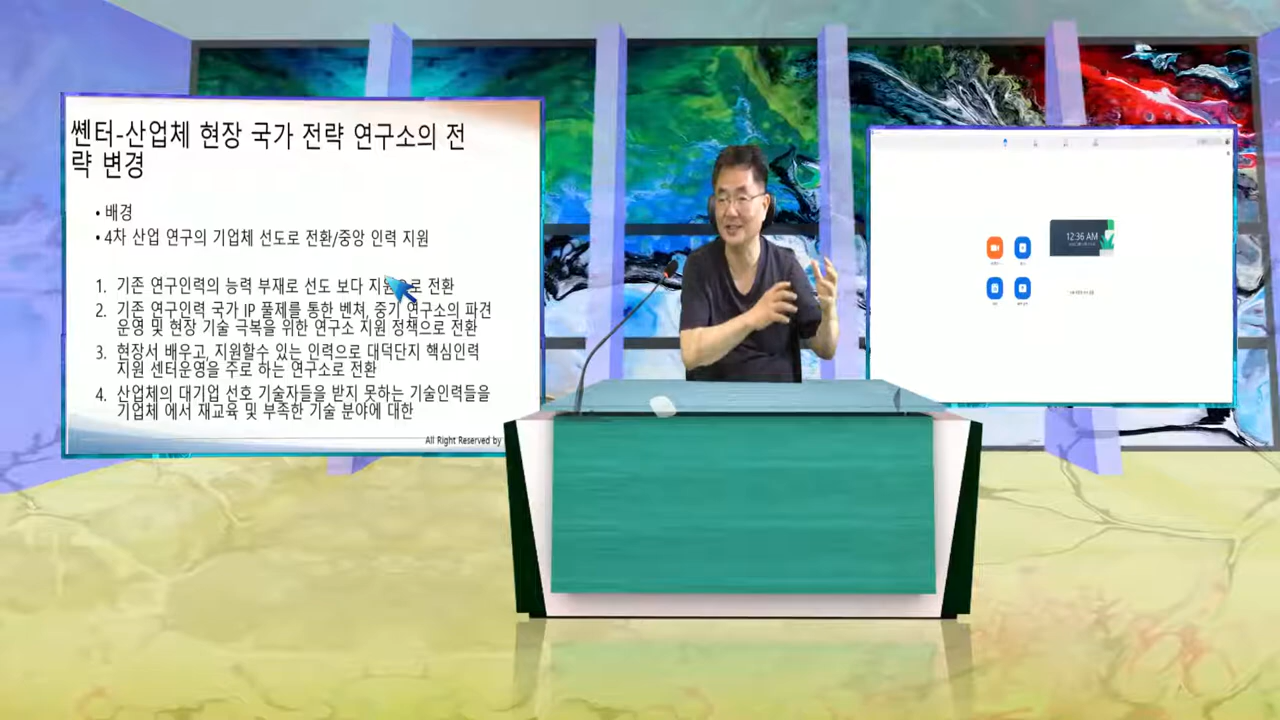 쎈터-산업체 현장 국가 전략 연구소의 전
략 변경
• 배경
• 4차 산업 연구의 기업체 선도로 전환/중앙 인력 지원
1. 기존 연구인력의 능력 부재로 선도 보다 지원으로 전환
2. 기존 연구인력 국가 IP 풀제를 통한 벤쳐, 중기 연구소의 파견
운영 및 현장 기술 극복을 위한 연구소 지원 정책으로 전환
3. 현장서 배우고, 지원할수 있는 인력으로 대덕단지 핵심인력
지원 센터운영을 주로 하는 연구소로 전환
4. 산업체의 대기업 선호 기술자들을 받지 못하는 기술인력들을
기업체 에서 재교육 및 부족한 기술 분야에 대한
All Right Reserved by
12:36 AM